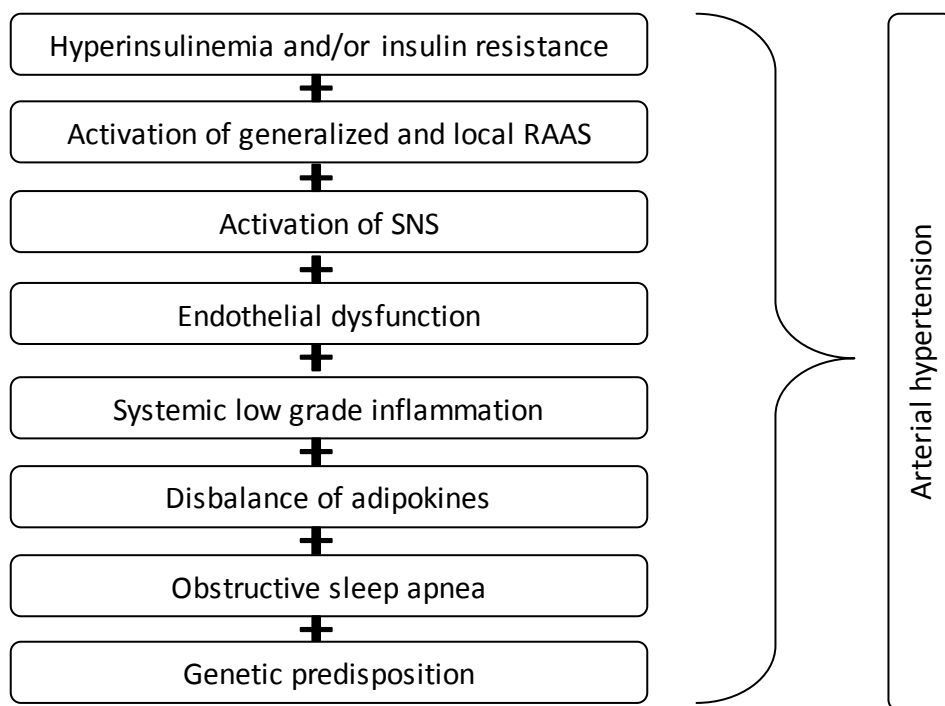 Hyperinsulinemia and/or insulin resistance
+
Activation of generalized and local RAAS
+
Activation of SNS
+
Endothelial dysfunction
+
Systemic low grade inflammation
+
Disbalance of adipokines
+
Obstructive sleep apnea
+
Genetic predisposition
Arterial hypertension